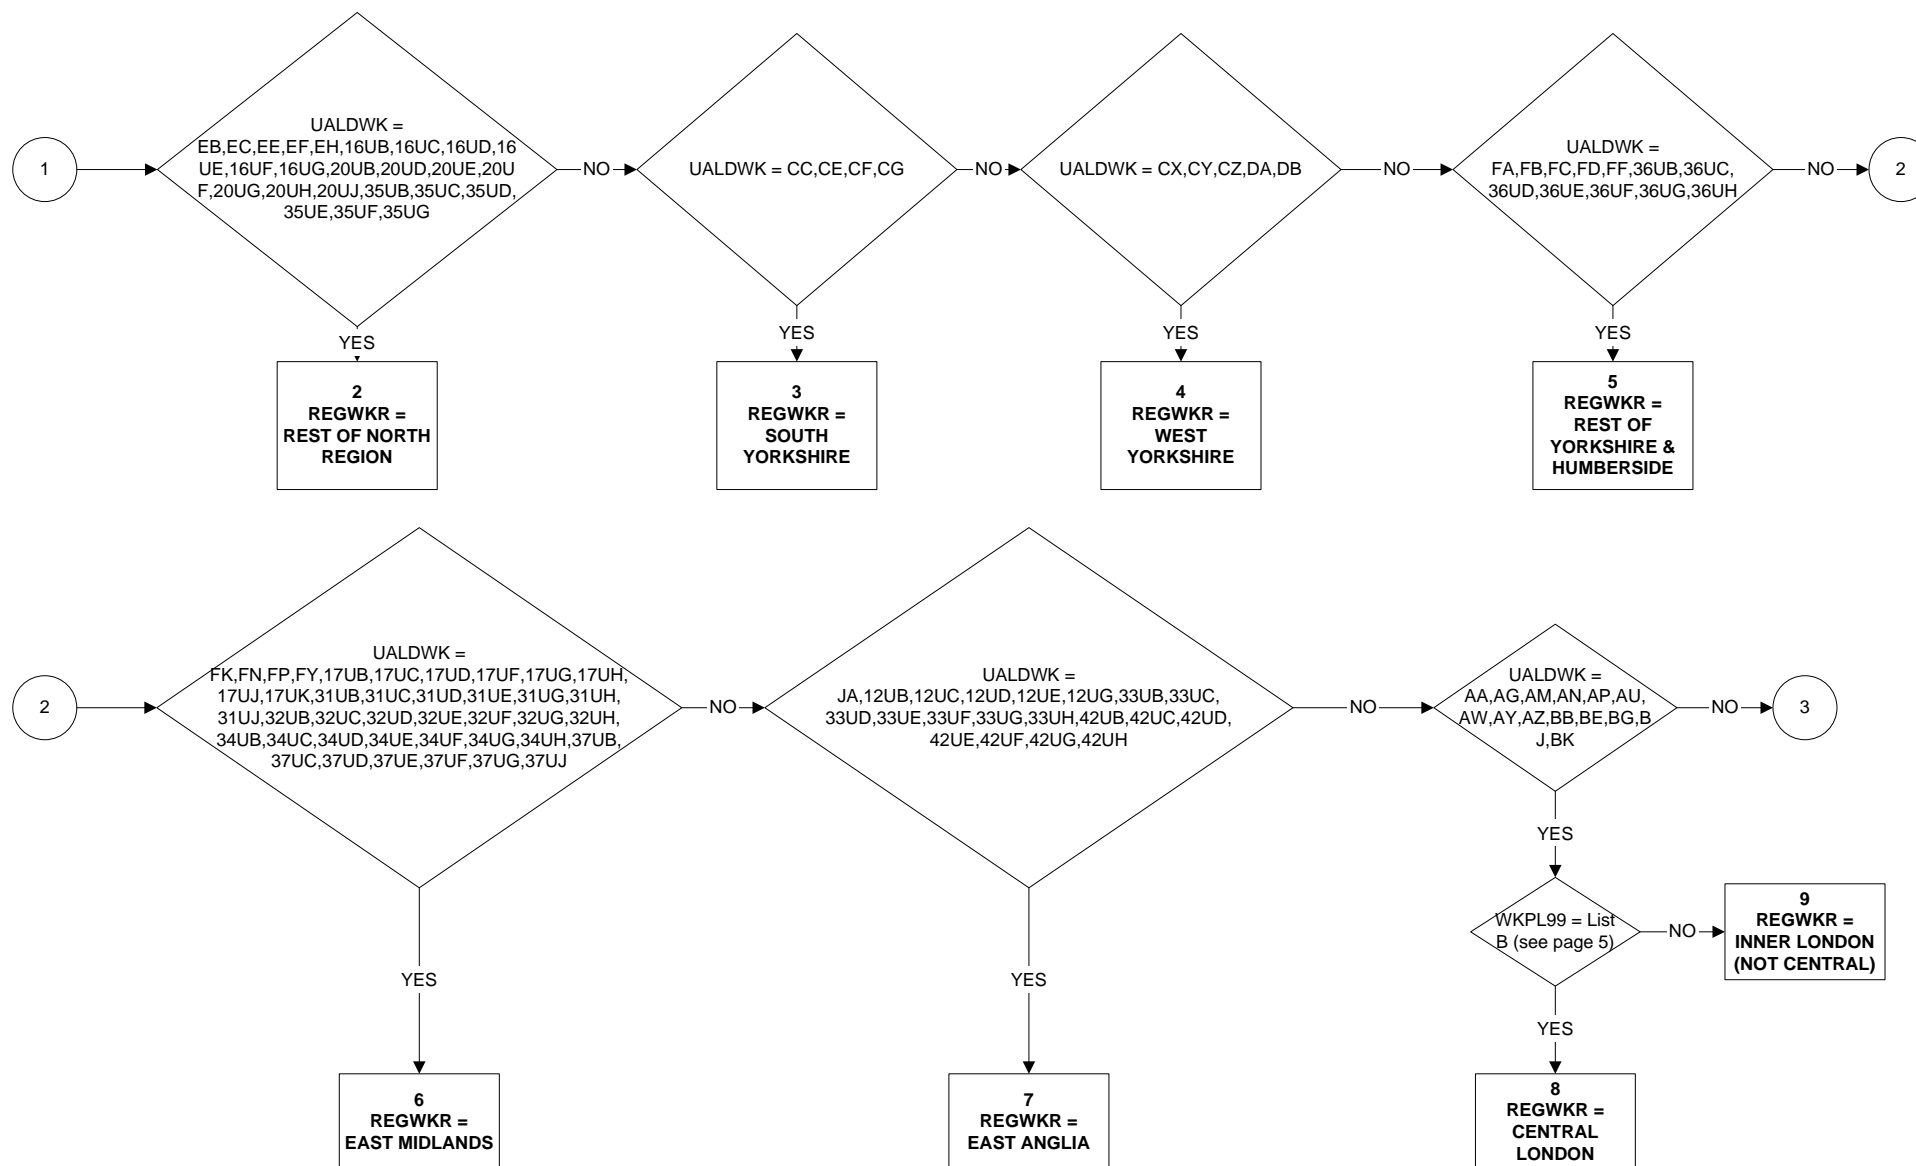 1
UALDWK =
EB,EC,EE,EF,EH,16UB,16UC,16UD,16
UE,16UF,16UG,20UB,20UD,20UE,20U
F,20UG,20UH,20UJ,35UB,35UC,35UD,
35UE,35UF,35UG
NO
UALDWK = CC,CE,CF,CG
NO
UALDWK = CX,CY,CZ,DA,DB
NO
UALDWK =
FA,FB,FC,FD,FF,36UB,36UC,
36UD,36UE,36UF,36UG,36UH
NO
2
YES
YES
YES
YES
2
REGWKR =
REST OF NORTH
REGION
3
REGWKR =
SOUTH
YORKSHIRE
4
REGWKR =
WEST
YORKSHIRE
5
REGWKR =
REST OF
YORKSHIRE &
HUMBERSIDE
2
UALDWK =
FK,FN,FP,FY,17UB,17UC,17UD,17UF,17UG,17UH,
17UJ,17UK,31UB,31UC,31UD,31UE,31UG,31UH,
31UJ,32UB,32UC,32UD,32UE,32UF,32UG,32UH,
34UB,34UC,34UD,34UE,34UF,34UG,34UH,37UB,
37UC,37UD,37UE,37UF,37UG,37UJ
NO
UALDWK =
JA,12UB,12UC,12UD,12UE,12UG,33UB,33UC,
33UD,33UE,33UF,33UG,33UH,42UB,42UC,42UD,
42UE,42UF,42UG,42UH
NO
UALDWK =
AA,AG,AM,AN,AP,AU,
AW,AY,AZ,BB,BE,BG,B
J,BK
NO
3
YES
WKPL99 = List
B (see page 5)
NO
9
REGWKR =
INNER LONDON
(NOT CENTRAL)
YES
YES
YES
6
REGWKR =
EAST MIDLANDS
7
REGWKR =
EAST ANGLIA
8
REGWKR =
CENTRAL
LONDON